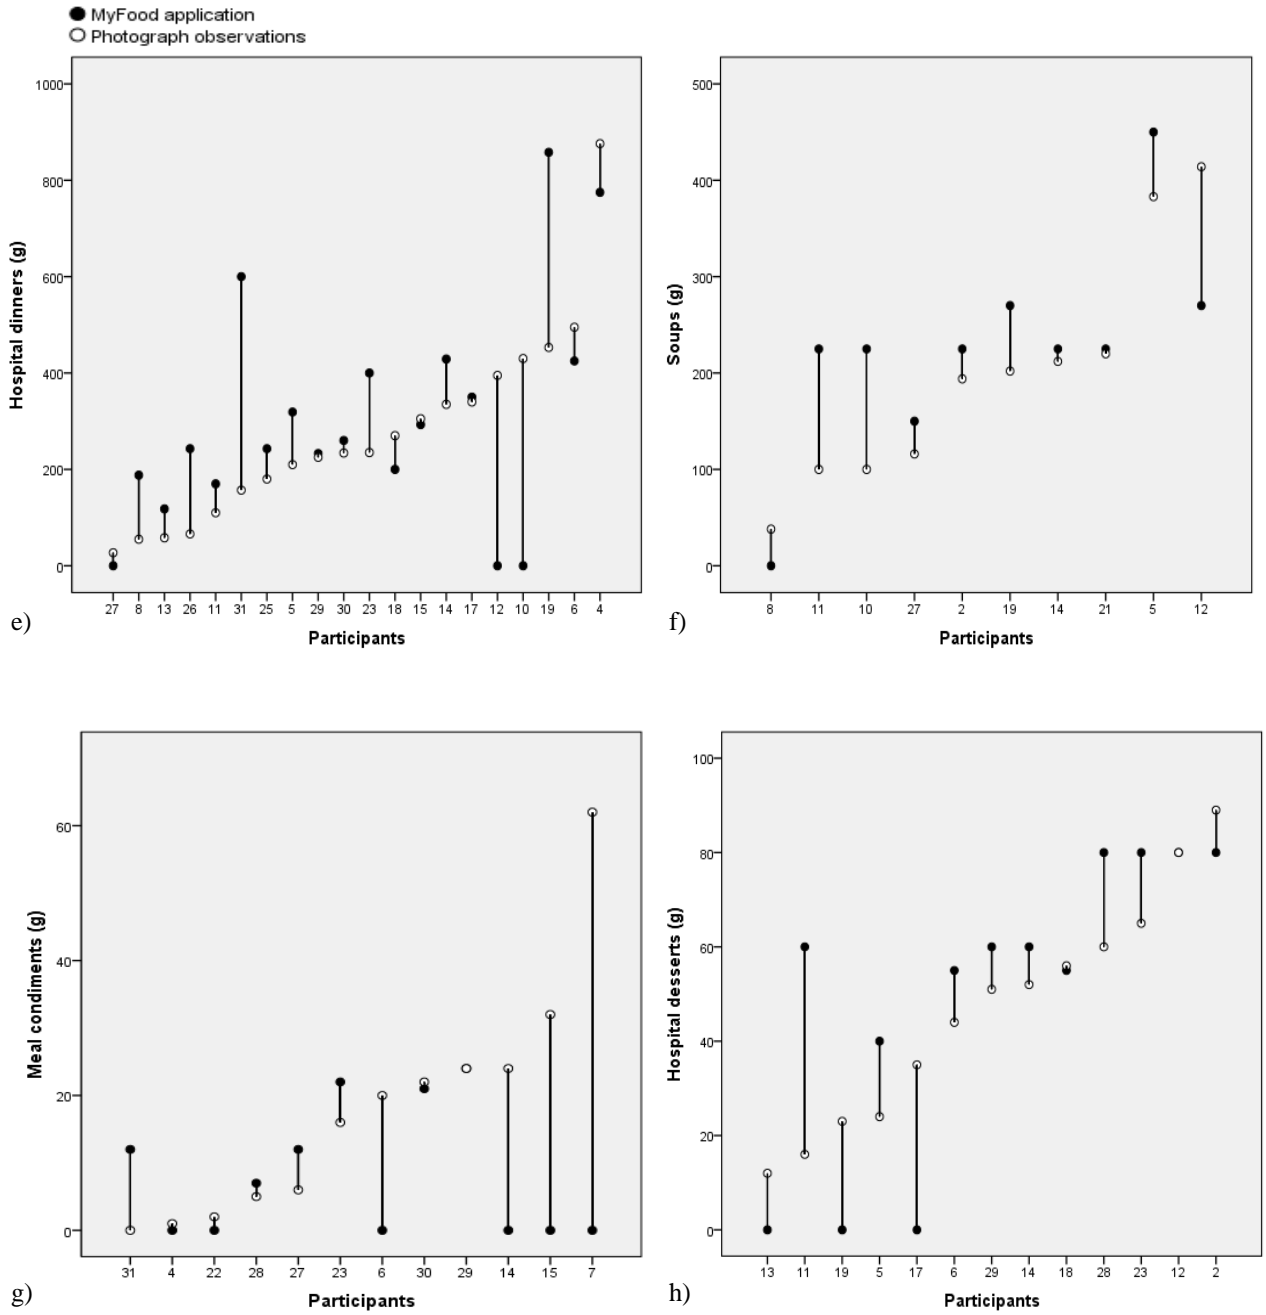 MyFood application
Photograph observations
Hospital dinners (g)
1000
800
600
400
200
0
27 8 13 26 11 31 25 5 29 30 23 18 15 14 17 12 10 19 6 4
Participants
e)
Soups (g)
500
400
300
200
100
0
8 11 10 27 2 19 14 21 5 12
Participants
f)
Meal condiments (g)
60
40
20
0
31 4 22 28 27 23 6 30 29 14 15 7
Participants
g)
Hospital desserts (g)
100
80
60
40
20
0
13 11 19 5 17 6 29 14 18 28 23 12 2
Participants
h)